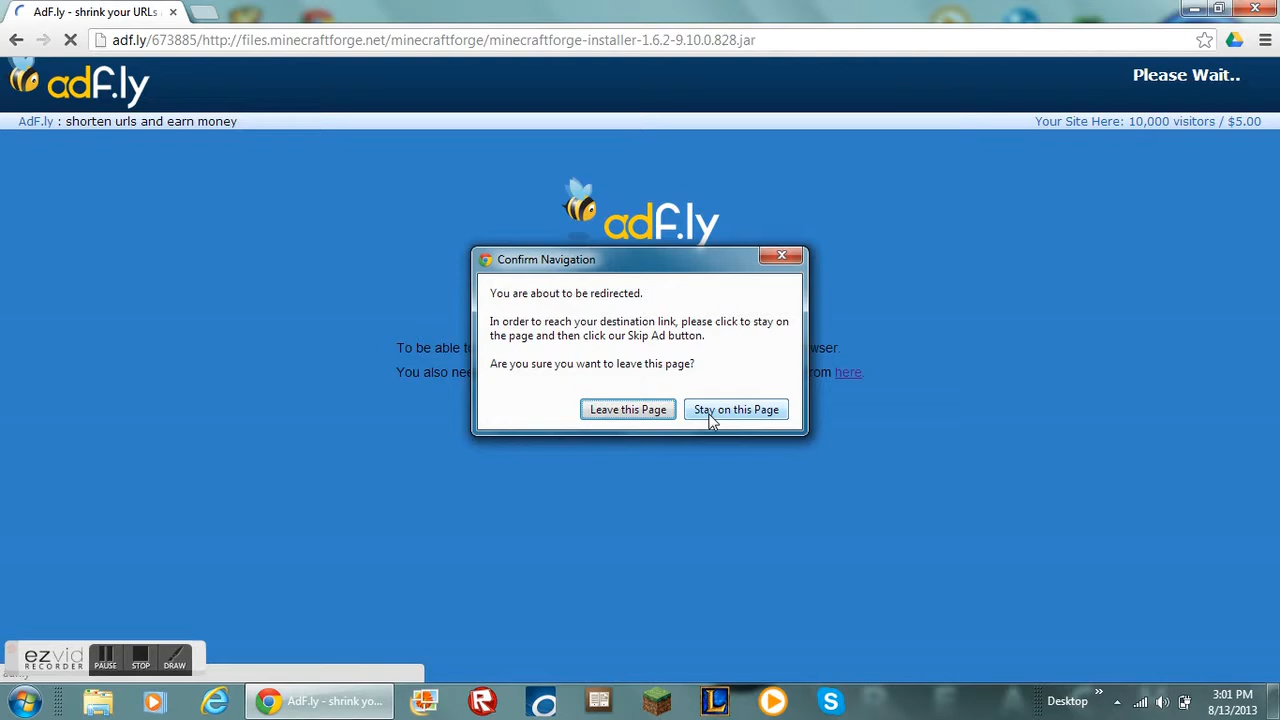 AdF.ly - shrink your URLs
adf.ly/673885/http://files.minecraftforge.net/minecraftforge/minecraftforge-installer-1.6.2-9.10.0.828.jar
adf.ly
Please Wait..
AdF.ly : shorten urls and earn money
Your Site Here: 10,000 visitors / $5.00
adf.ly
Confirm Navigation
You are about to be redirected.
In order to reach your destination link, please click to stay on
the page and then click our Skip Ad button.
Are you sure you want to leave this page?
To be able to
wser.
You also nee
om here.
Leave this Page
Stay on this Page
ezvid
RECORDER
PAUSE
STOP
DRAW
AdF.ly - shrink yo...
Desktop
3:01 PM
8/13/2013